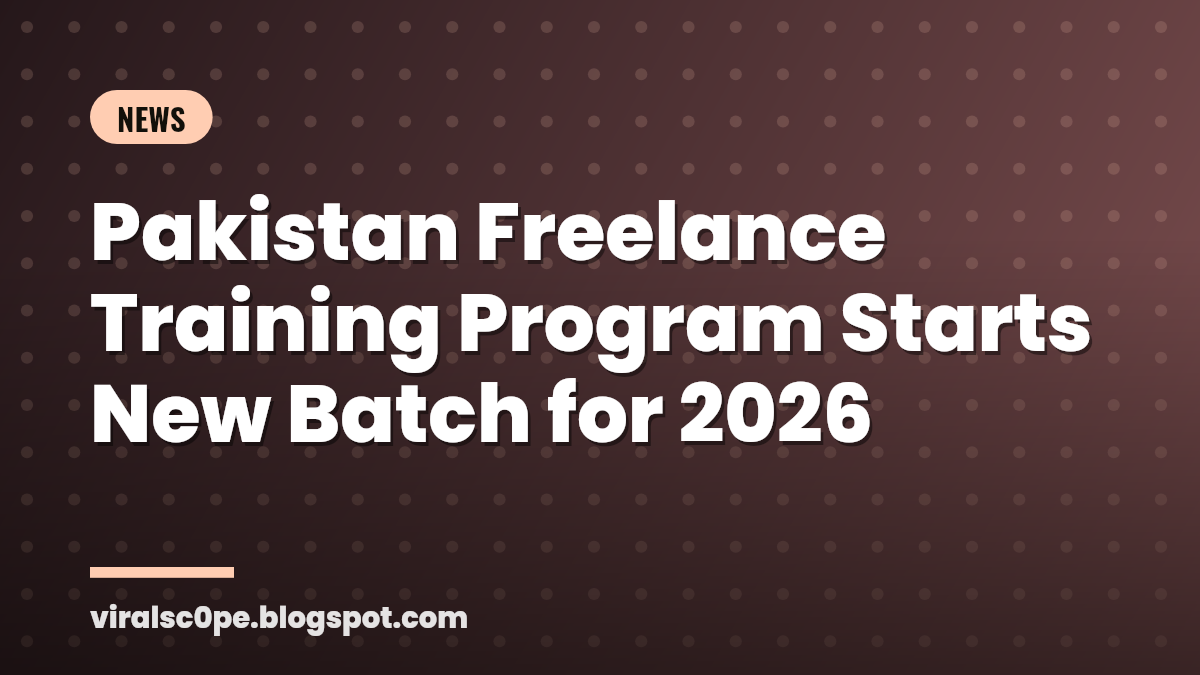 NEWS
Pakistan Freelance
Training Program Starts
New Batch for 2026
viralsc0pe.blogspot.com